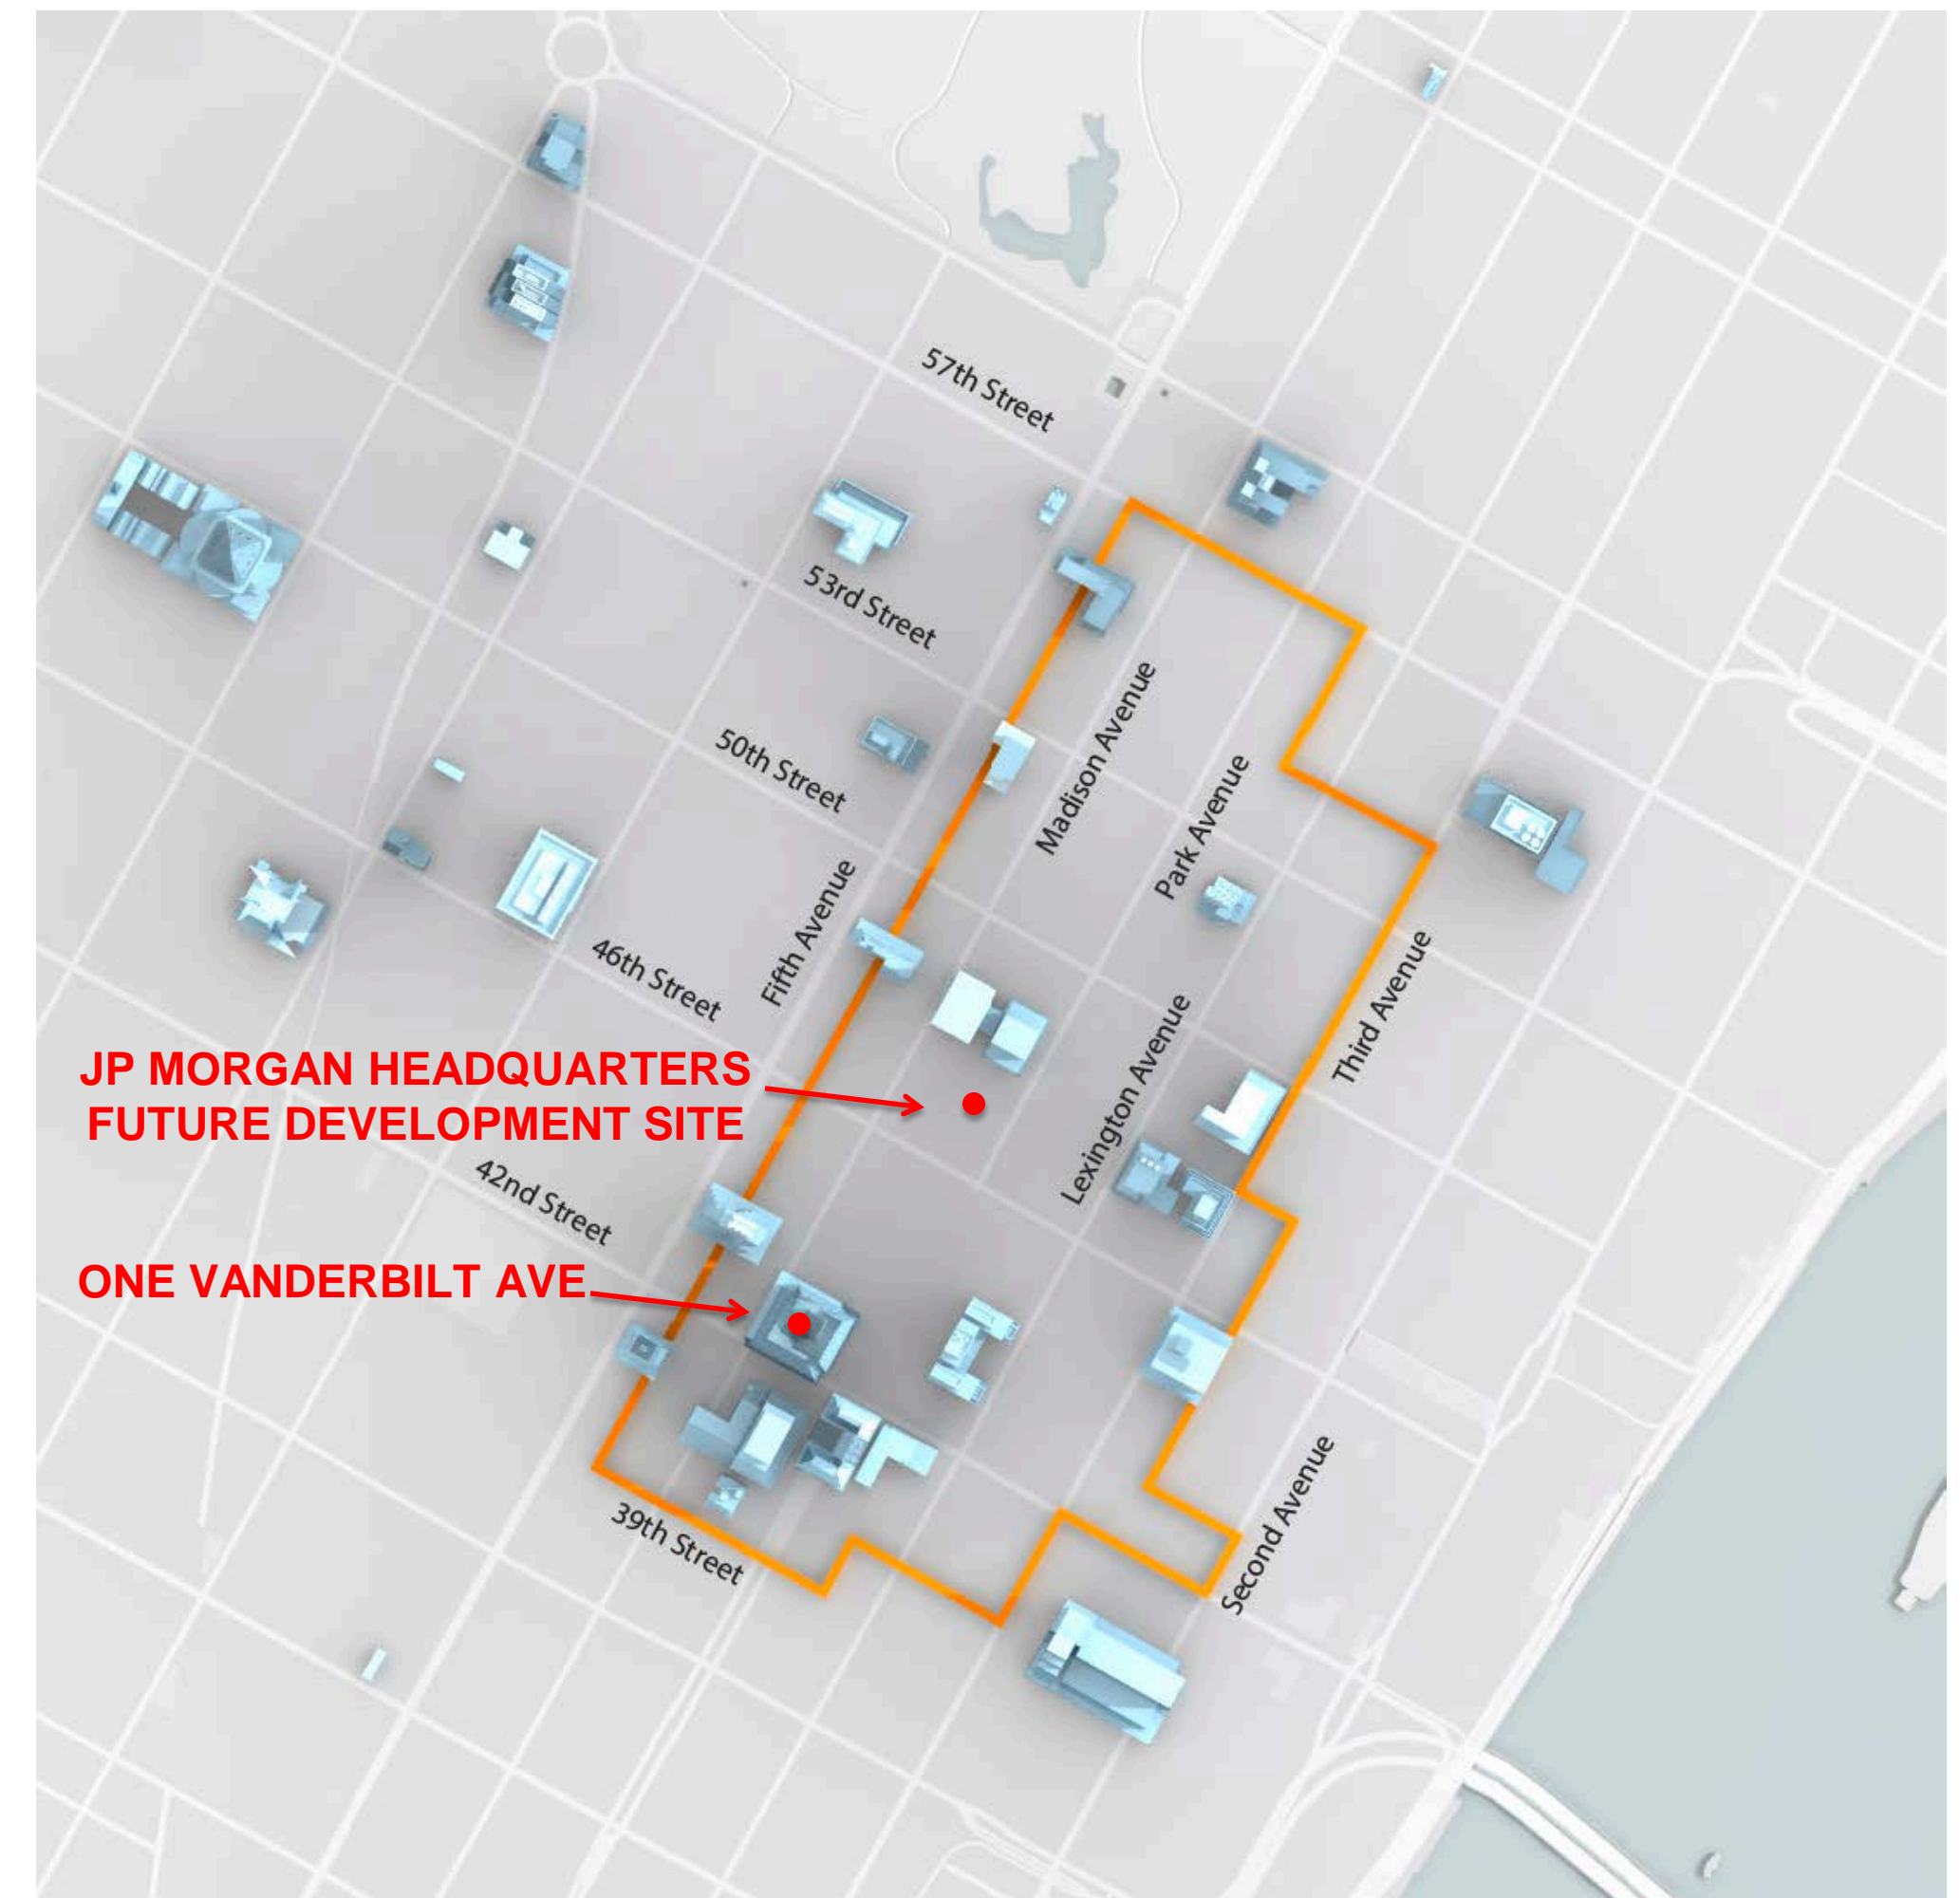 57th Street
53rd Street
50th Street
Madison Avenue
Park Avenue
Fifth Avenue
46th Street
Third Avenue
Lexington Avenue
JP MORGAN HEADQUARTERS
FUTURE DEVELOPMENT SITE
42nd Street
ONE VANDERBILT AVE
39th Street
Second Avenue